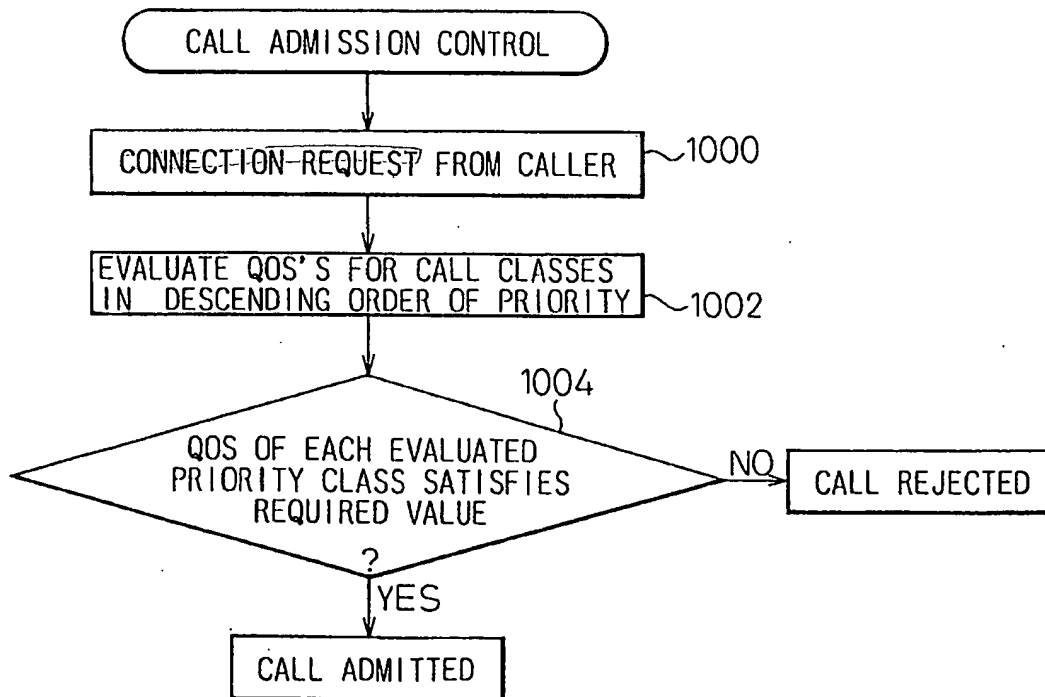 CALL ADMISSION CONTROL
CONNECTION REQUEST FROM CALLER
1000
EVALUATE QOS'S FOR CALL CLASSES
IN DESCENDING ORDER OF PRIORITY
1002
1004
QOS OF EACH EVALUATED
PRIORITY CLASS SATISFIES
REQUIRED VALUE
?
NO
CALL REJECTED
YES
CALL ADMITTED